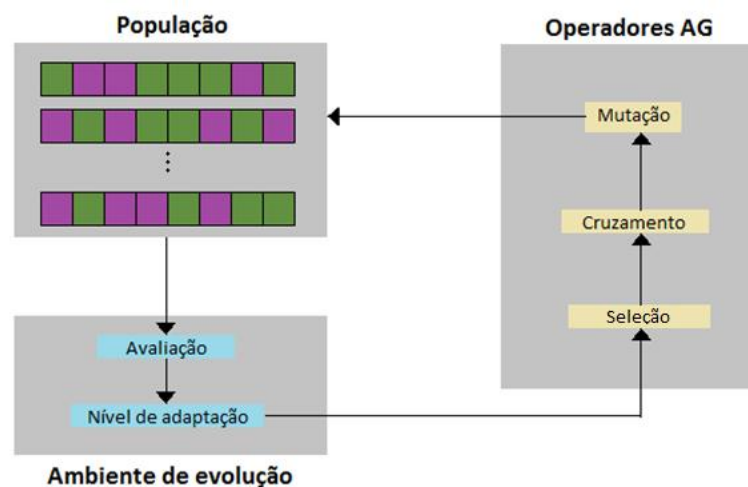 População
Operadores AG
Mutação
Cruzamento
Seleção
Avaliação
Nível de adaptação
Ambiente de evolução